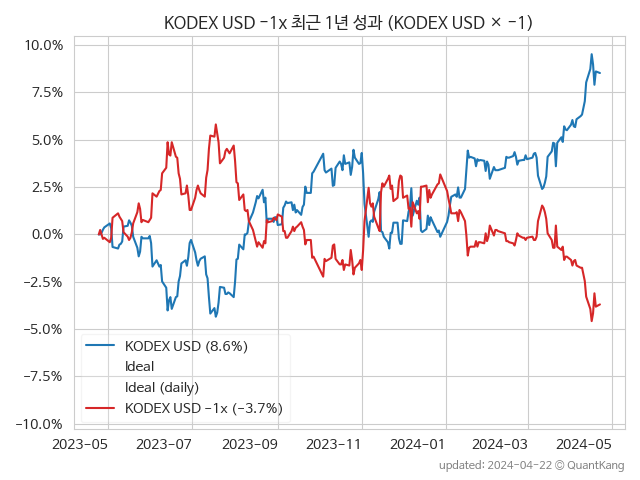 KODEX USD −1x 최근 1년 성과 (KODEX USD × −1)
10.0%
7.5%
5.0%
2.5%
0.0%
−2.5%
−5.0%
−7.5%
−10.0%
KODEX USD (8.6%)
Ideal
Ideal (daily)
KODEX USD −1x (−3.7%)
2023-05 2023-07 2023-09 2023-11 2024-01 2024-03 2024-05
updated: 2024-04-22 © QuantKang